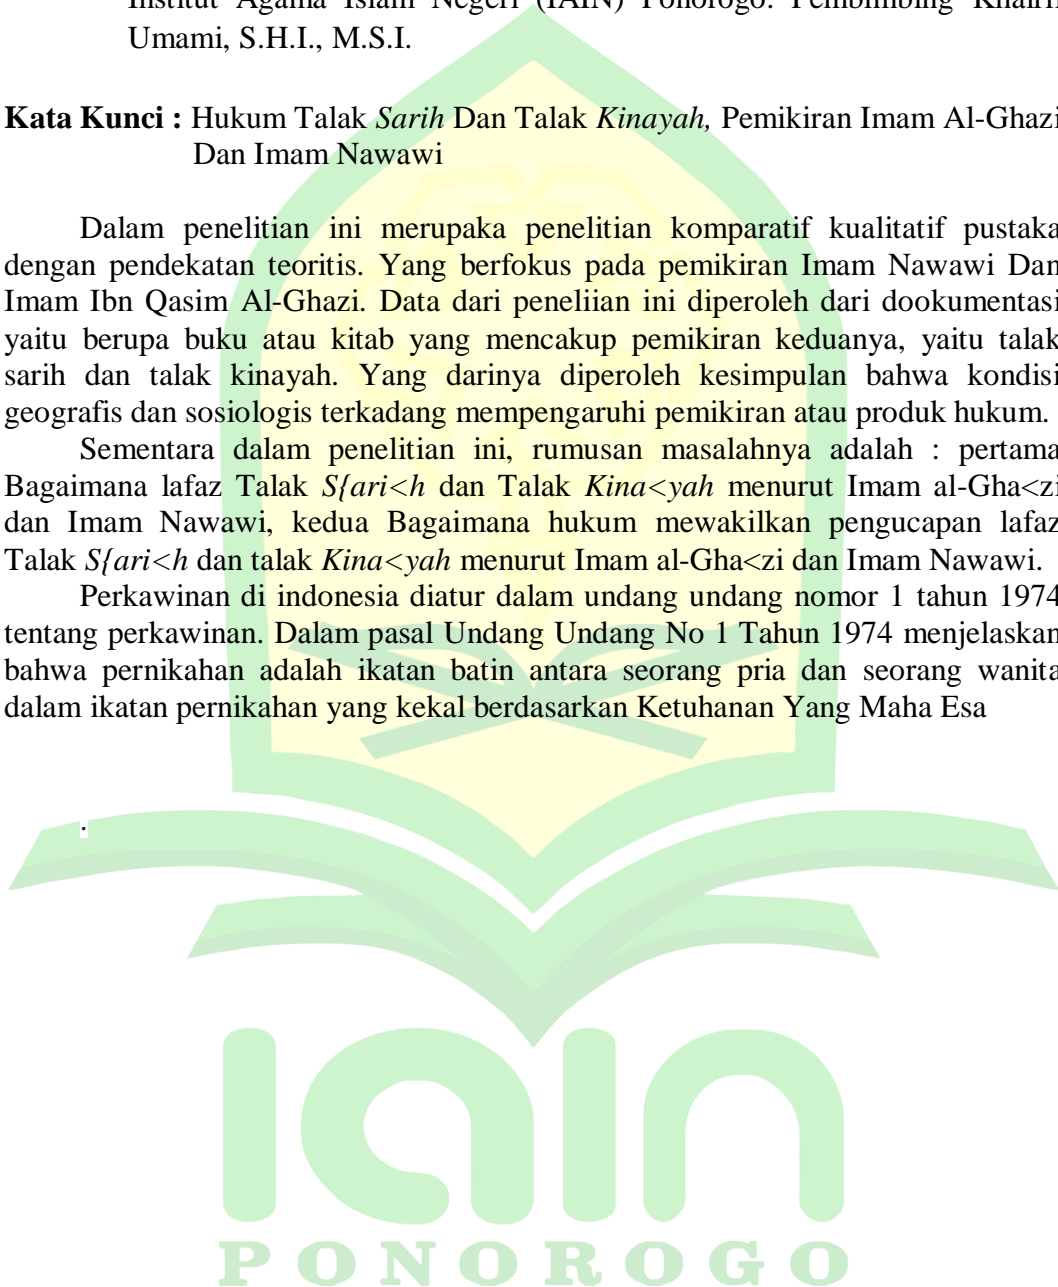 Institut Agama Islam Negeri (IAIN) Ponorogo. Pembimbing Khairil
Umami, S.H.I., M.S.I.
Kata Kunci : Hukum Talak Sarih Dan Talak Kinayah, Pemikiran Imam Al-Ghazi
Dan Imam Nawawi
Dalam penelitian ini merupaka penelitian komparatif kualitatif pustaka
dengan pendekatan teoritis. Yang berfokus pada pemikiran Imam Nawawi Dan
Imam Ibn Qasim Al-Ghazi. Data dari peneliian ini diperoleh dari dookumentasi
yaitu berupa buku atau kitab yang mencakup pemikiran keduanya, yaitu talak
sarih dan talak kinayah. Yang darinya diperoleh kesimpulan bahwa kondisi
geografis dan sosiologis terkadang mempengaruhi pemikiran atau produk hukum.
Sementara dalam penelitian ini, rumusan masalahnya adalah : pertama
Bagaimana lafaz Talak S{ari<h dan Talak Kina<yah menurut Imam al-Gha<zi
dan Imam Nawawi, kedua Bagaimana hukum mewakilkan pengucapan lafaz
Talak S{ari<h dan talak Kina<yah menurut Imam al-Gha<zi dan Imam Nawawi.
Perkawinan di indonesia diatur dalam undang undang nomor 1 tahun 1974
tentang perkawinan. Dalam pasal Undang Undang No 1 Tahun 1974 menjelaskan
bahwa pernikahan adalah ikatan batin antara seorang pria dan seorang wanita
dalam ikatan pernikahan yang kekal berdasarkan Ketuhanan Yang Maha Esa
.
iain
PONOROGO